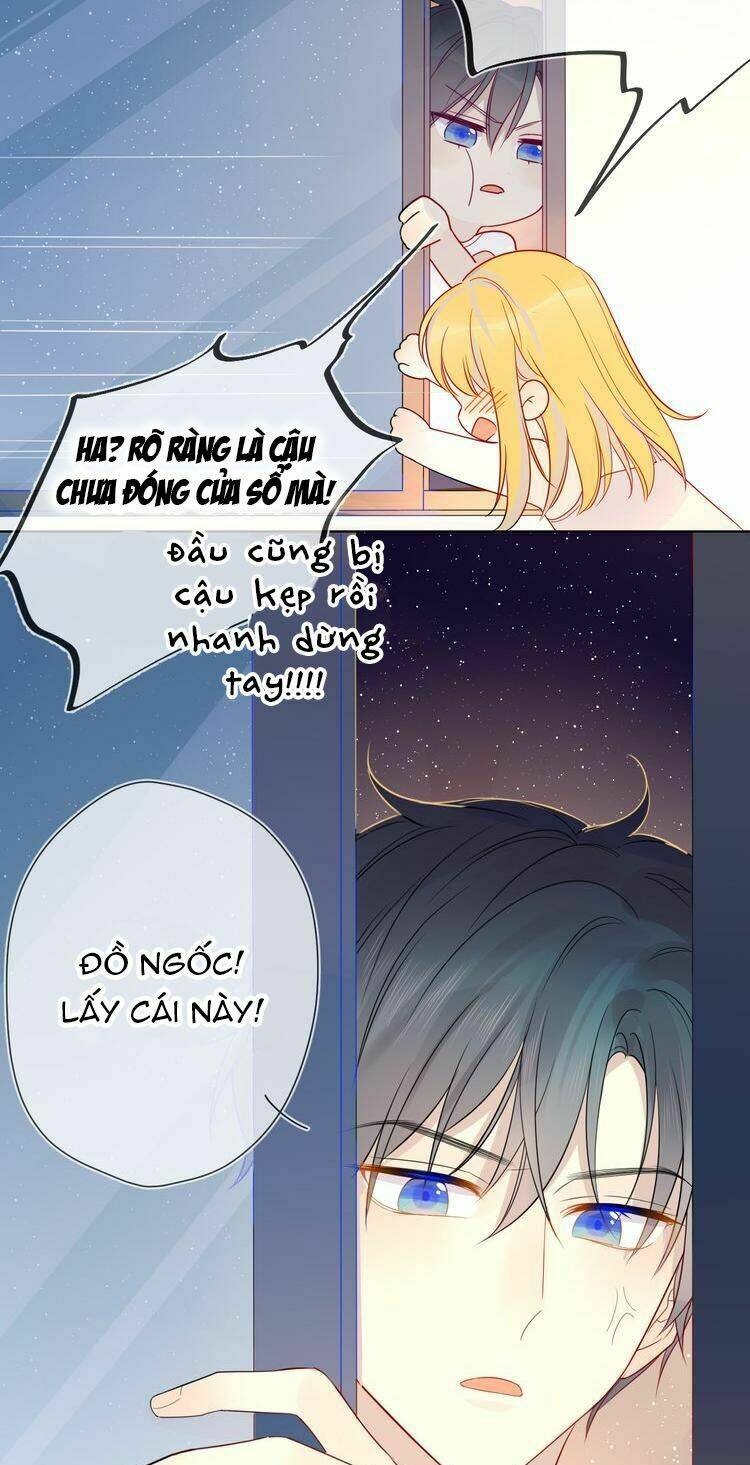 HA? RÕ RÀNG LÀ CẬU
CHƯA ĐÓNG CỬA SỔ MÀ!
Đầu cũng bị
cậu kẹp rồi
nhanh dừng
tay!!!!
ĐỒ NGỐC!
LẤY CÁI NÀY!